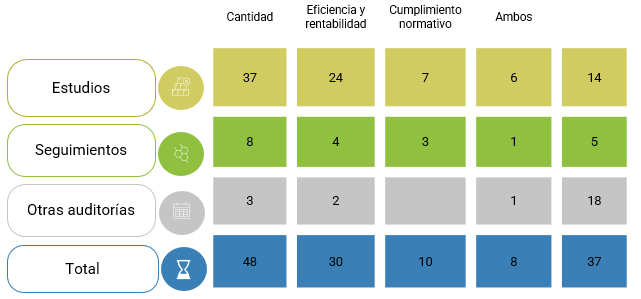 Cantidad
Eficiencia y
rentabilidad
Cumplimiento
normativo
Ambos
Estudios 37 24 7 6 14
Seguimientos 8 4 3 1 5
Otras auditorías 3 2 1 18
Total 48 30 10 8 37